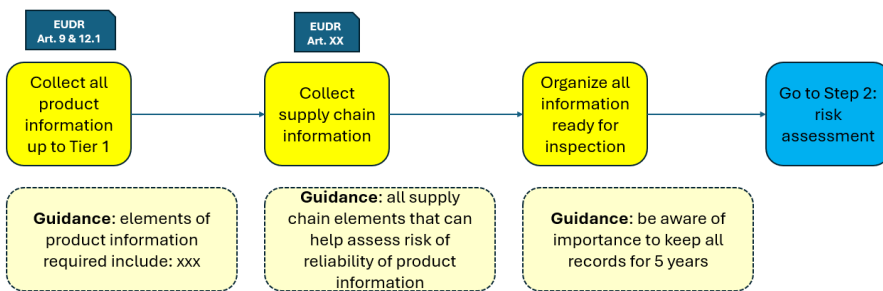 EUDR
Art. 9 & 12.1
EUDR
Art. XX
Collect all
product
information
up to Tier 1
Collect
supply chain
information
Organize all
information
ready for
inspection
Go to Step 2:
risk
assessment
Guidance: elements of
product information
required include: xxx
Guidance: all supply
chain elements that can
help assess risk of
reliability of product
information
Guidance: be aware of
importance to keep all
records for 5 years